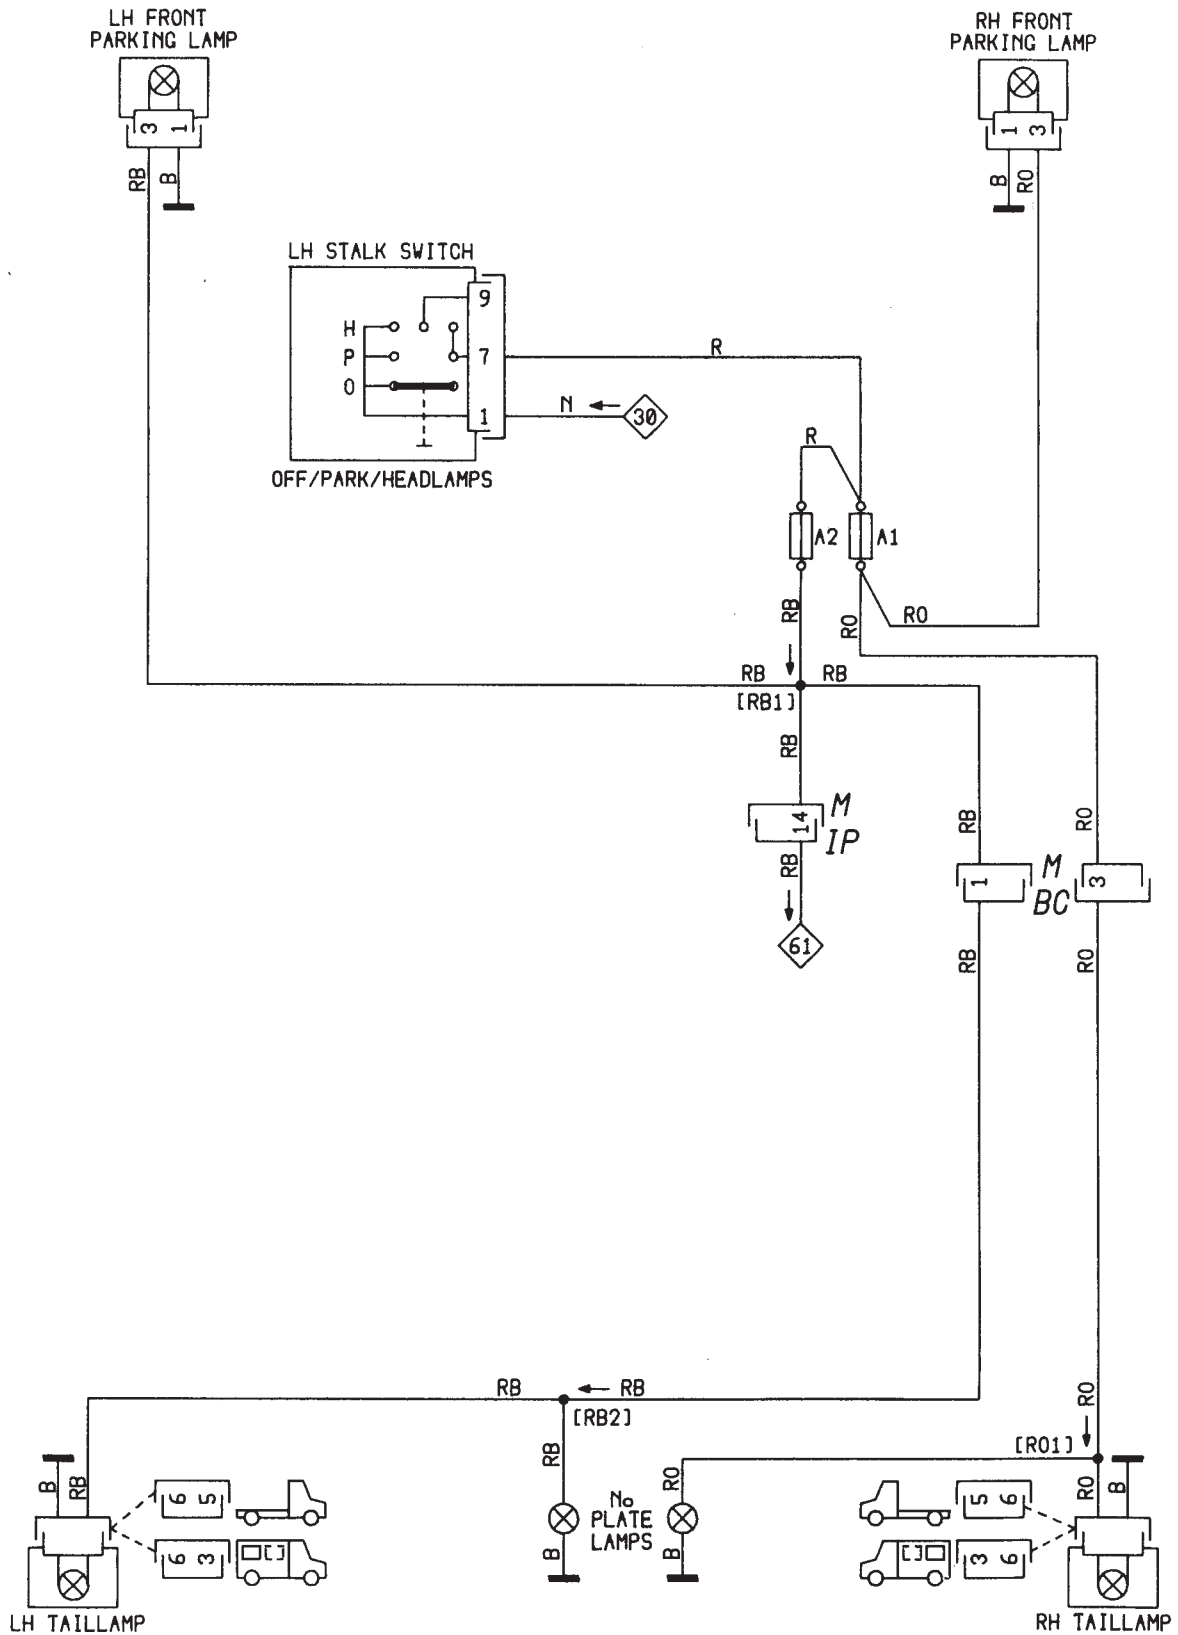 LH FRONT
PARKING LAMP
RH FRONT
PARKING LAMP
3 1
1 3
RB B
B RO
LH STALK SWITCH
9
H
P
7
R
O
1
N
30
OFF/PARK/HEADLAMPS
R
A2
A1
RB
RO
RO
RB
RB
[RB1]
RB
M
14
IP
RB
61
RB
RO
M
1
3
BC
RB
RO
RB
RB
[RB2]
RO
[RO1]
B RB
RB
RO
RO B
6 5
No
PLATE
LAMPS
5 6
6 3
B
B
3 6
LH TAILLAMP
RH TAILLAMP